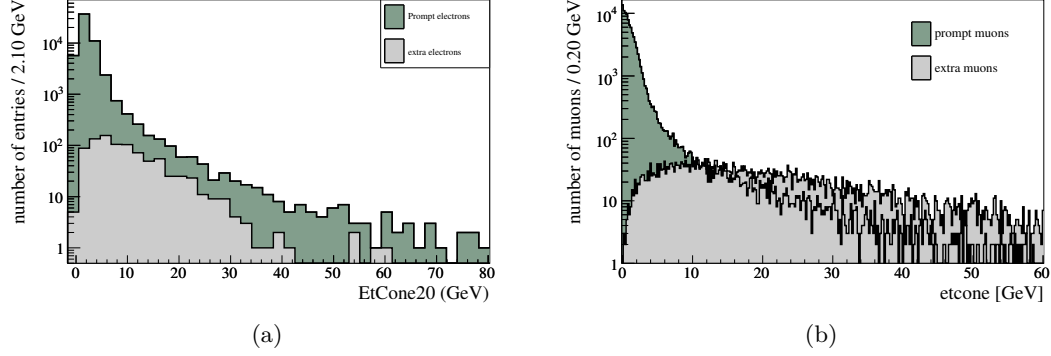 number of entries / 2.10 GeV
10⁴
10³
10²
10
1
0 10 20 30 40 50 60 70 80
EtCone20 (GeV)
Prompt electrons
extra electrons
(a)
number of muons / 0.20 GeV
10⁴
10³
10²
10
1
0 10 20 30 40 50 60
etcone [GeV]
prompt muons
extra muons
(b)